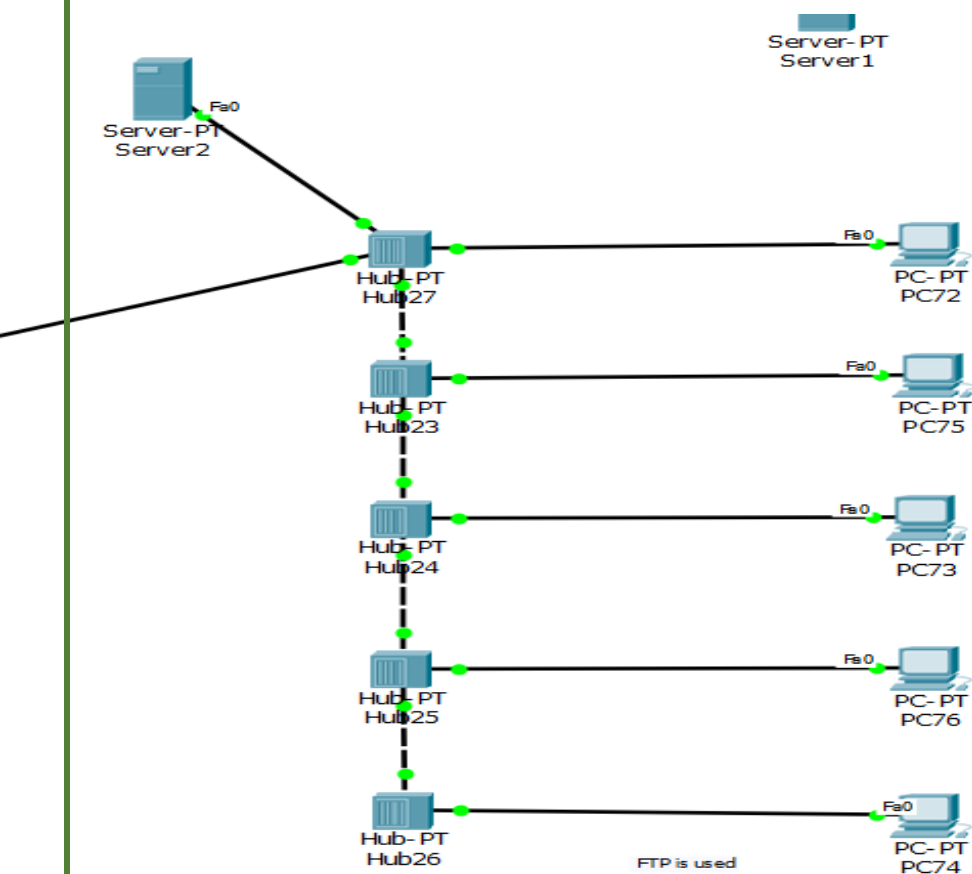 Server-PT
Server1
Fa0
Server-PT
Server2
Fa0
Hub-PT
Hub27
PC-PT
PC72
Fa0
Hub-PT
Hub23
PC-PT
PC75
Fa0
Hub-PT
Hub24
PC-PT
PC73
Fa0
Hub-PT
Hub25
PC-PT
PC76
Fa0
Hub-PT
Hub26
PC-PT
PC74
FTP is used